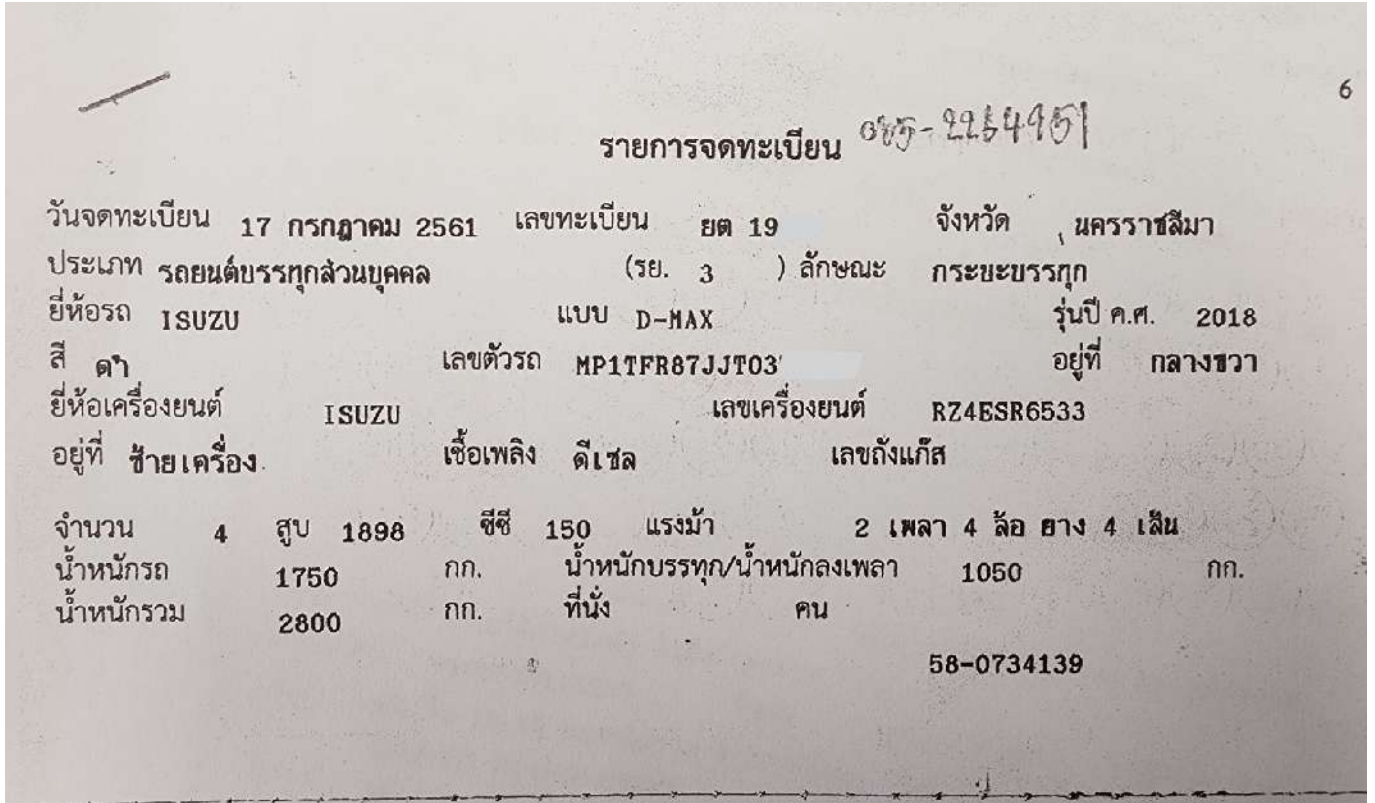 6
รายการจดทะเบียน 085-2234951
วันจดทะเบียน 17 กรกฎาคม 2561 เลขทะเบียน ยต 19 จังหวัด นครราชสีมา
ประเภท รถยนต์บรรทุกส่วนบุคคล (รย. 3 ) ลักษณะ กระบะบรรทุก
ยี่ห้อรถ ISUZU แบบ D-MAX รุ่นปี ค.ศ. 2018
สี ดำ เลขตัวรถ MP1TFR87JJT03 อยู่ที่ กลางขวา
ยี่ห้อเครื่องยนต์ ISUZU เลขเครื่องยนต์ RZ4ESR6533
อยู่ที่ ซ้ายเครื่อง เชื้อเพลิง ดีเซล เลขถังแก๊ส
จำนวน 4 สูบ 1898 ซีซี 150 แรงม้า 2 เพลา 4 ล้อ ยาง 4 เส้น
น้ำหนักรถ 1750 กก. น้ำหนักบรรทุก/น้ำหนักลงเพลา 1050 กก.
น้ำหนักรวม 2800 กก. ที่นั่ง คน
58-0734139